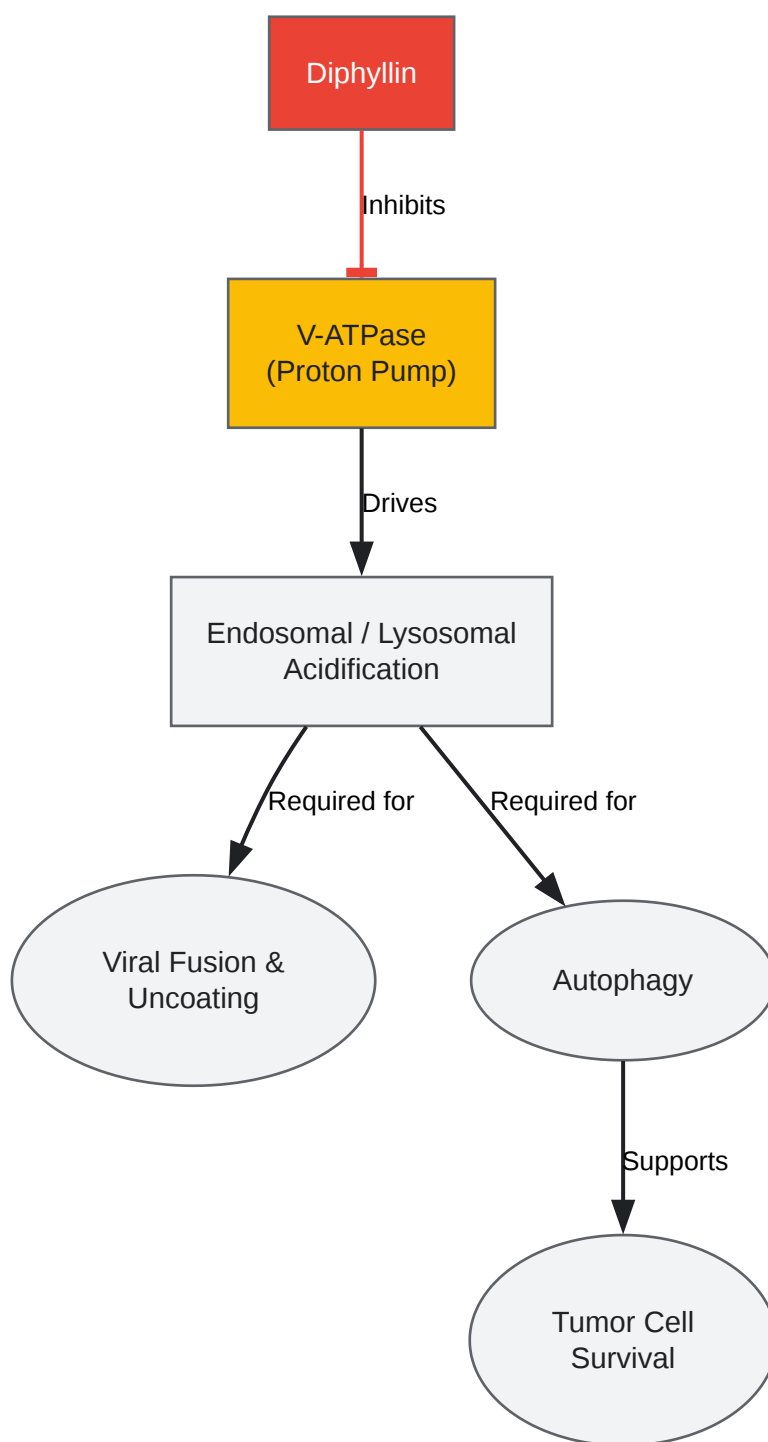 Diphyllin
Inhibits
V-ATPase
(Proton Pump)
Drives
Endosomal / Lysosomal
Acidification
Required for
Required for
Viral Fusion &
Uncoating
Autophagy
Supports
Tumor Cell
Survival